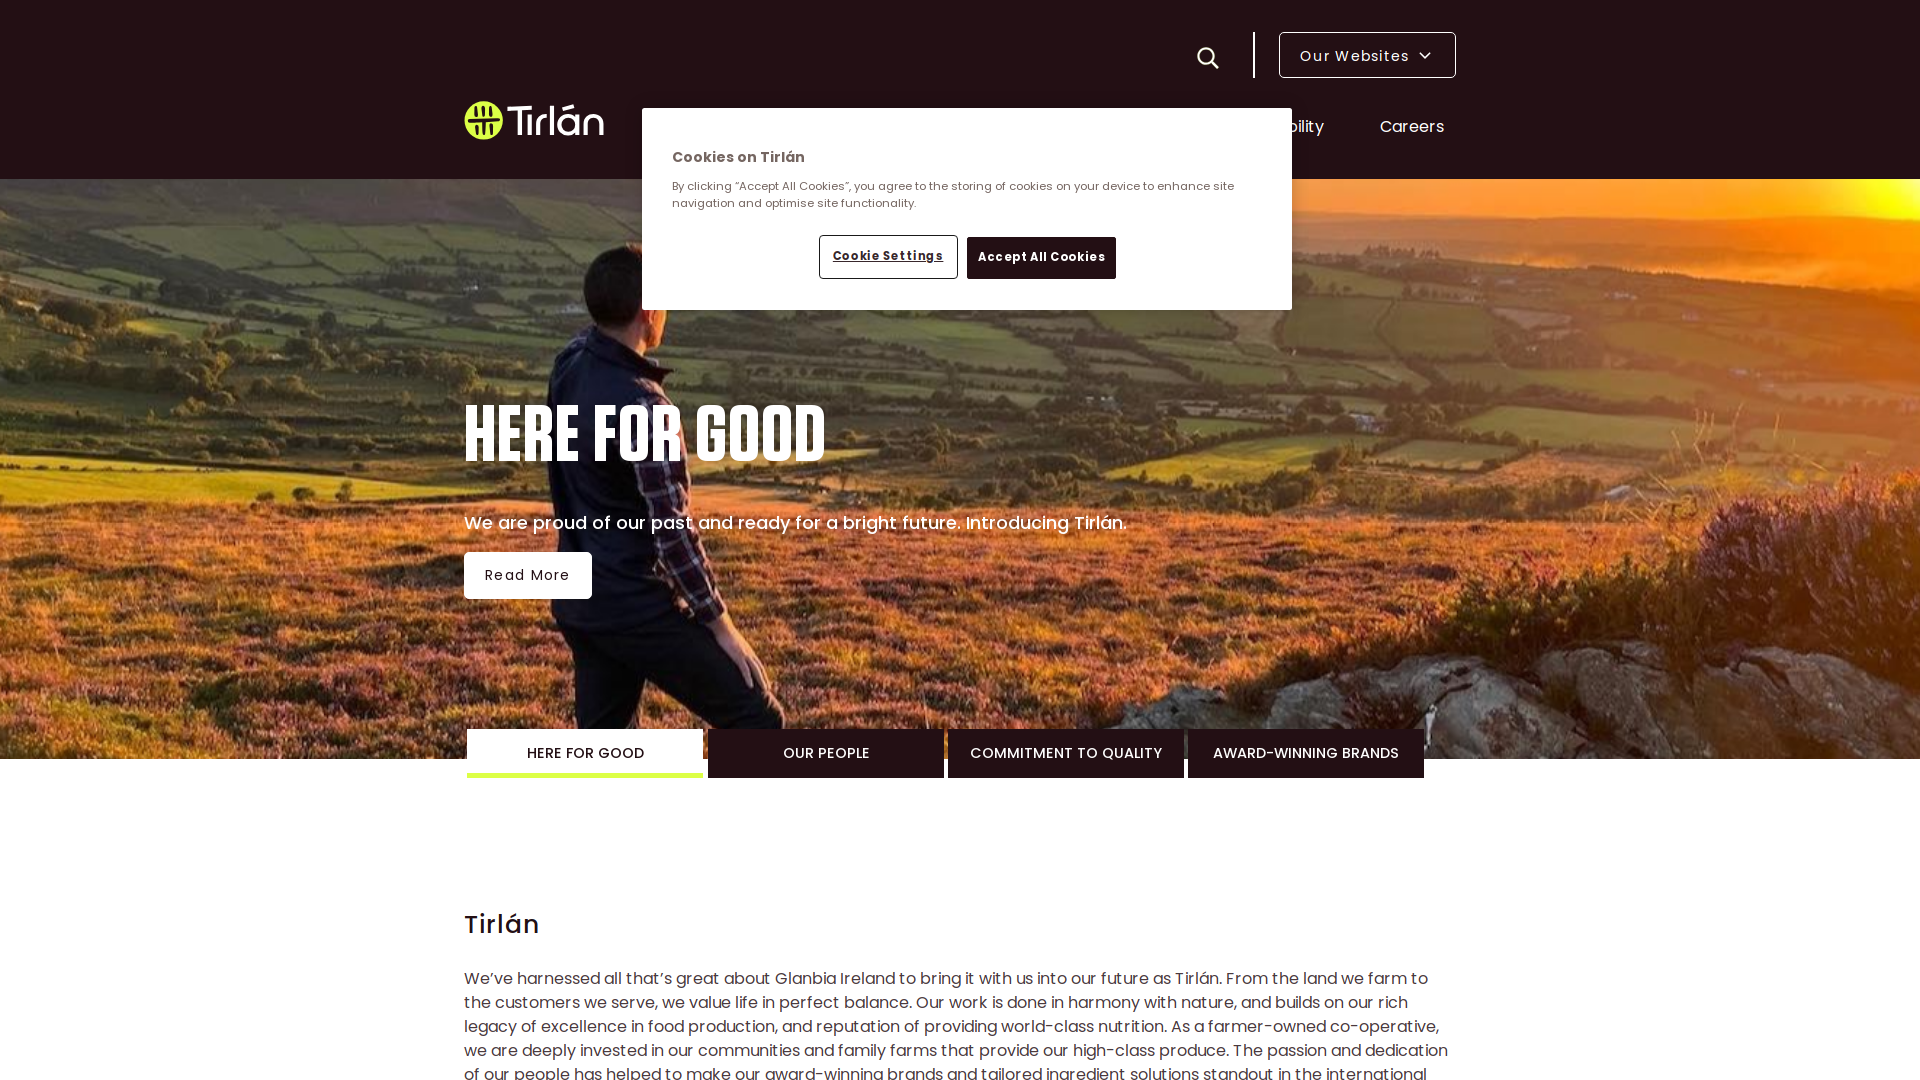 Our Websites
Tirlán
bility
Careers
Cookies on Tirlán
By clicking “Accept All Cookies”, you agree to the storing of cookies on your device to enhance site
navigation and optimise site functionality.
Cookie Settings
Accept All Cookies
HERE FOR GOOD
We are proud of our past and ready for a bright future. Introducing Tirlán.
Read More
HERE FOR GOOD
OUR PEOPLE
COMMITMENT TO QUALITY
AWARD-WINNING BRANDS
Tirlán
We’ve harnessed all that’s great about Glanbia Ireland to bring it with us into our future as Tirlán. From the land we farm to
the customers we serve, we value life in perfect balance. Our work is done in harmony with nature, and builds on our rich
legacy of excellence in food production, and reputation of providing world-class nutrition. As a farmer-owned co-operative,
we are deeply invested in our communities and family farms that provide our high-class produce. The passion and dedication
of our people has helped to make our award-winning brands and tailored ingredient solutions standout in the international